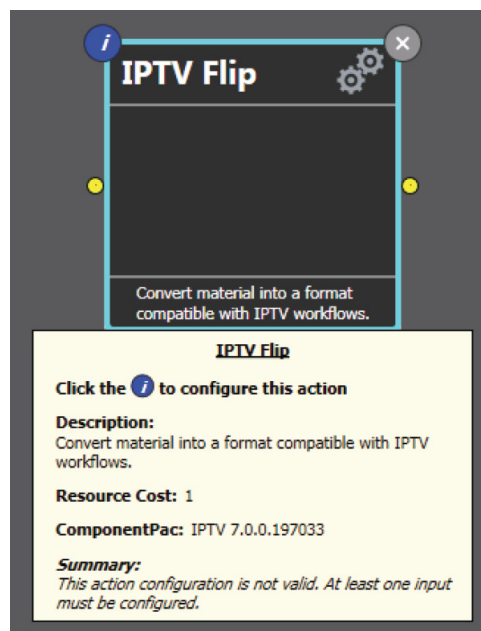 i
IPTV Flip
Convert material into a format
compatible with IPTV workflows.
IPTV Flip
Click the i to configure this action
Description:
Convert material into a format compatible with IPTV
workflows.
Resource Cost: 1
ComponentPac: IPTV 7.0.0.197033
Summary:
This action configuration is not valid. At least one input
must be configured.